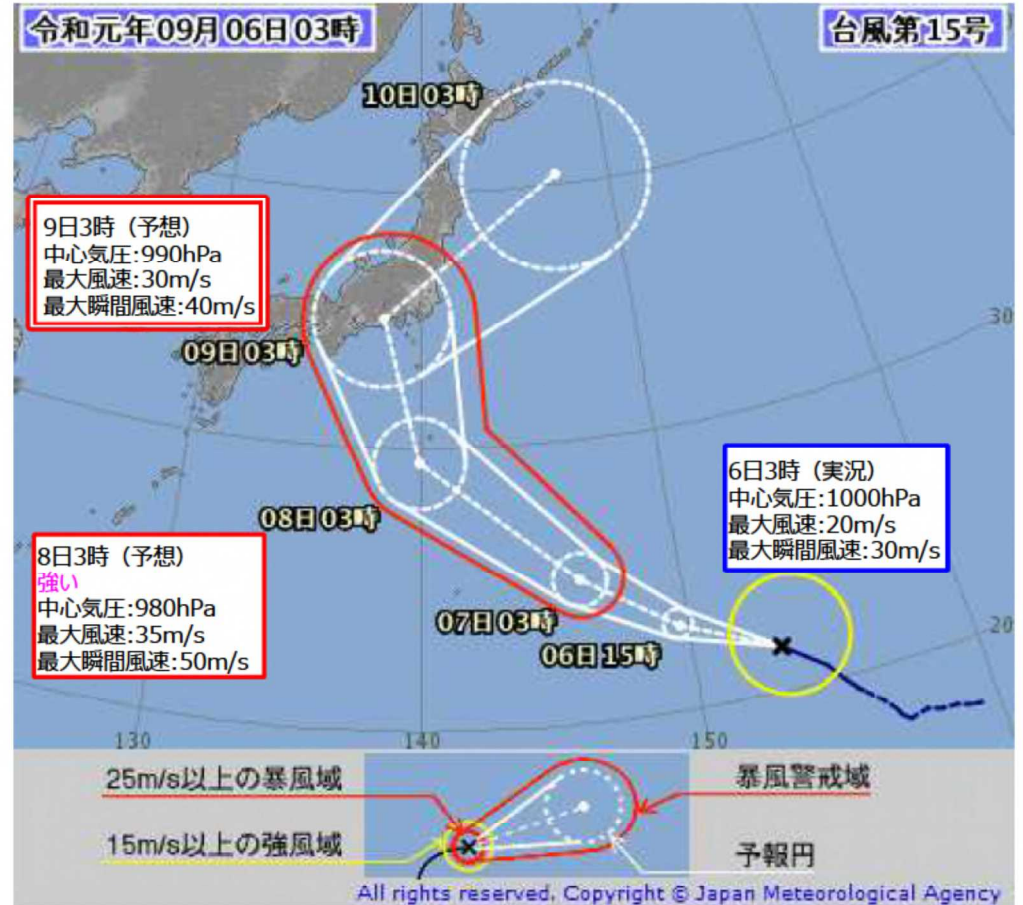 令和元年09月06日03時
台風第15号
10日03時
9日3時（予想）
中心気圧:990hPa
最大風速:30m/s
最大瞬間風速:40m/s
30
09日03時
6日3時（実況）
中心気圧:1000hPa
最大風速:20m/s
最大瞬間風速:30m/s
08日03時
8日3時（予想）
強い
中心気圧:980hPa
最大風速:35m/s
最大瞬間風速:50m/s
07日03時
20
06日15時
130
140
150
25m/s以上の暴風域
暴風警戒域
15m/s以上の強風域
予報円
All rights reserved. Copyright © Japan Meteorological Agency